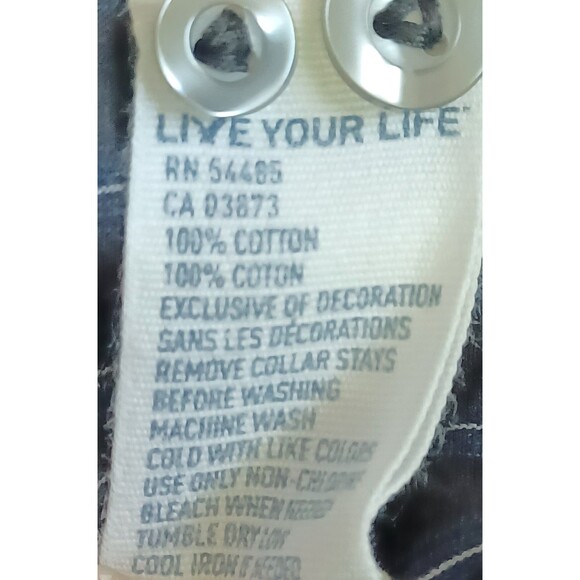 LIVE YOUR LIFE™
RN 54485
CA 03873
100% COTTON
100% COTON
EXCLUSIVE OF DECORATION
SANS LES DÉCORATIONS
REMOVE COLLAR STAYS
BEFORE WASHING
MACHINE WASH
COLD WITH LIKE COLORS
USE ONLY NON-CHLORINE
BLEACH WHEN NEEDED
TUMBLE DRY LOW
COOL IRON IF NEEDED